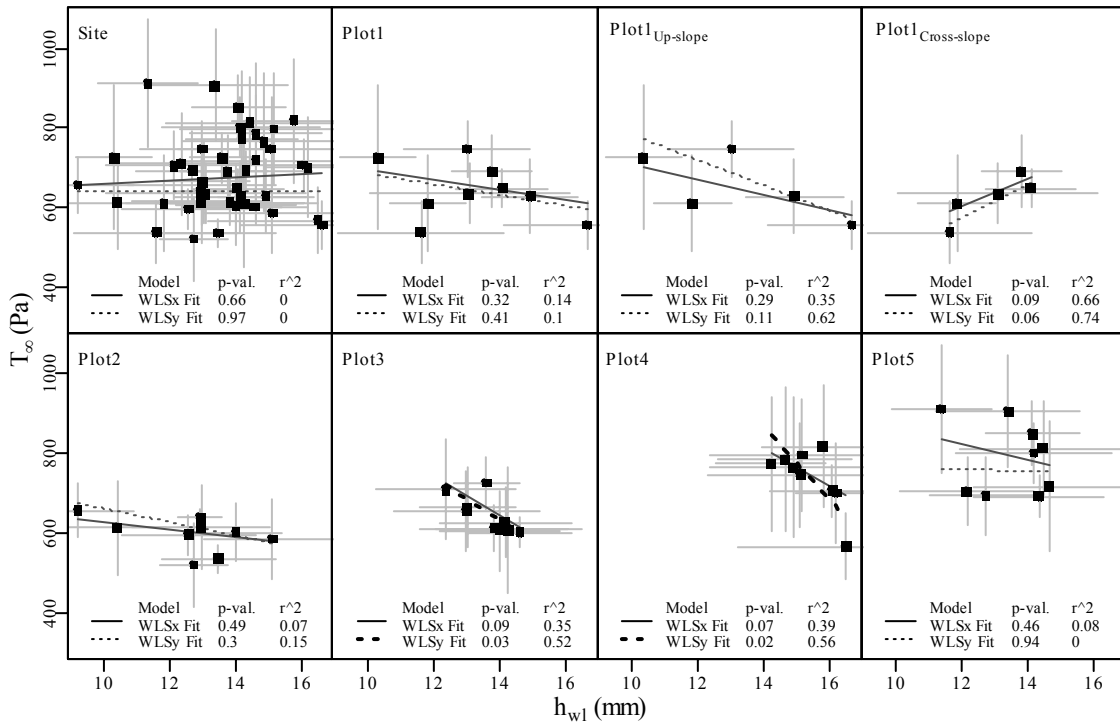 Site
Model p-val. r^2
WLSx Fit 0.66 0
WLSy Fit 0.97 0
Plot1
Model p-val. r^2
WLSx Fit 0.32 0.14
WLSy Fit 0.41 0.1
Plot1Up-slope
Model p-val. r^2
WLSx Fit 0.29 0.35
WLSy Fit 0.11 0.62
Plot1Cross-slope
Model p-val. r^2
WLSx Fit 0.09 0.66
WLSy Fit 0.06 0.74
1000
800
600
400
T∞ (Pa)
Plot2
Model p-val. r^2
WLSx Fit 0.49 0.07
WLSy Fit 0.3 0.15
Plot3
Model p-val. r^2
WLSx Fit 0.09 0.35
WLSy Fit 0.03 0.52
Plot4
Model p-val. r^2
WLSx Fit 0.07 0.39
WLSy Fit 0.02 0.56
Plot5
Model p-val. r^2
WLSx Fit 0.46 0.08
WLSy Fit 0.94 0
1000
800
600
400
10 12 14 16 10 12 14 16 10 12 14 16 10 12 14 16
hwl (mm)